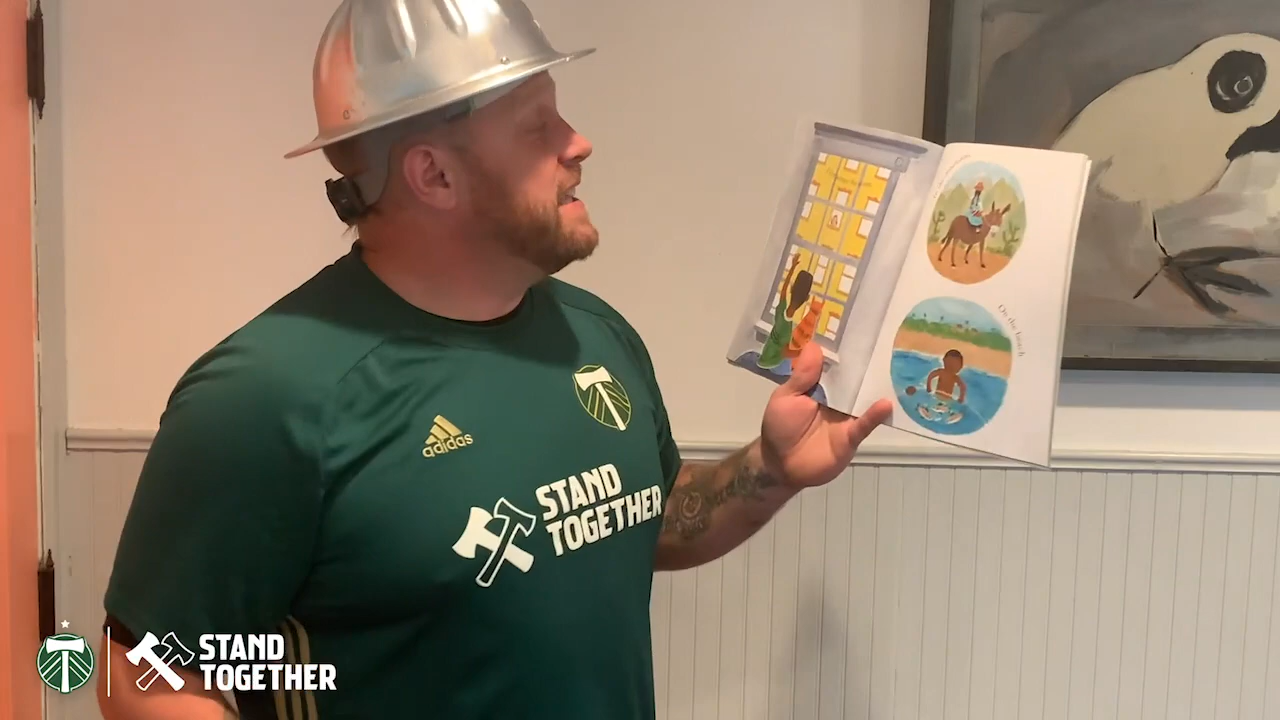 On the beach
adidas
STAND
TOGETHER
STAND
TOGETHER